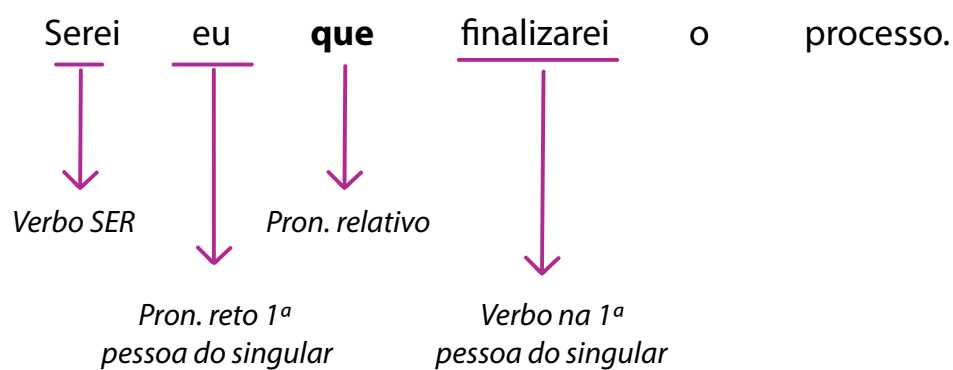 Serei eu que finalizarei o processo.
Verbo SER Pron. relativo
Pron. reto 1ª Verbo na 1ª
pessoa do singular pessoa do singular